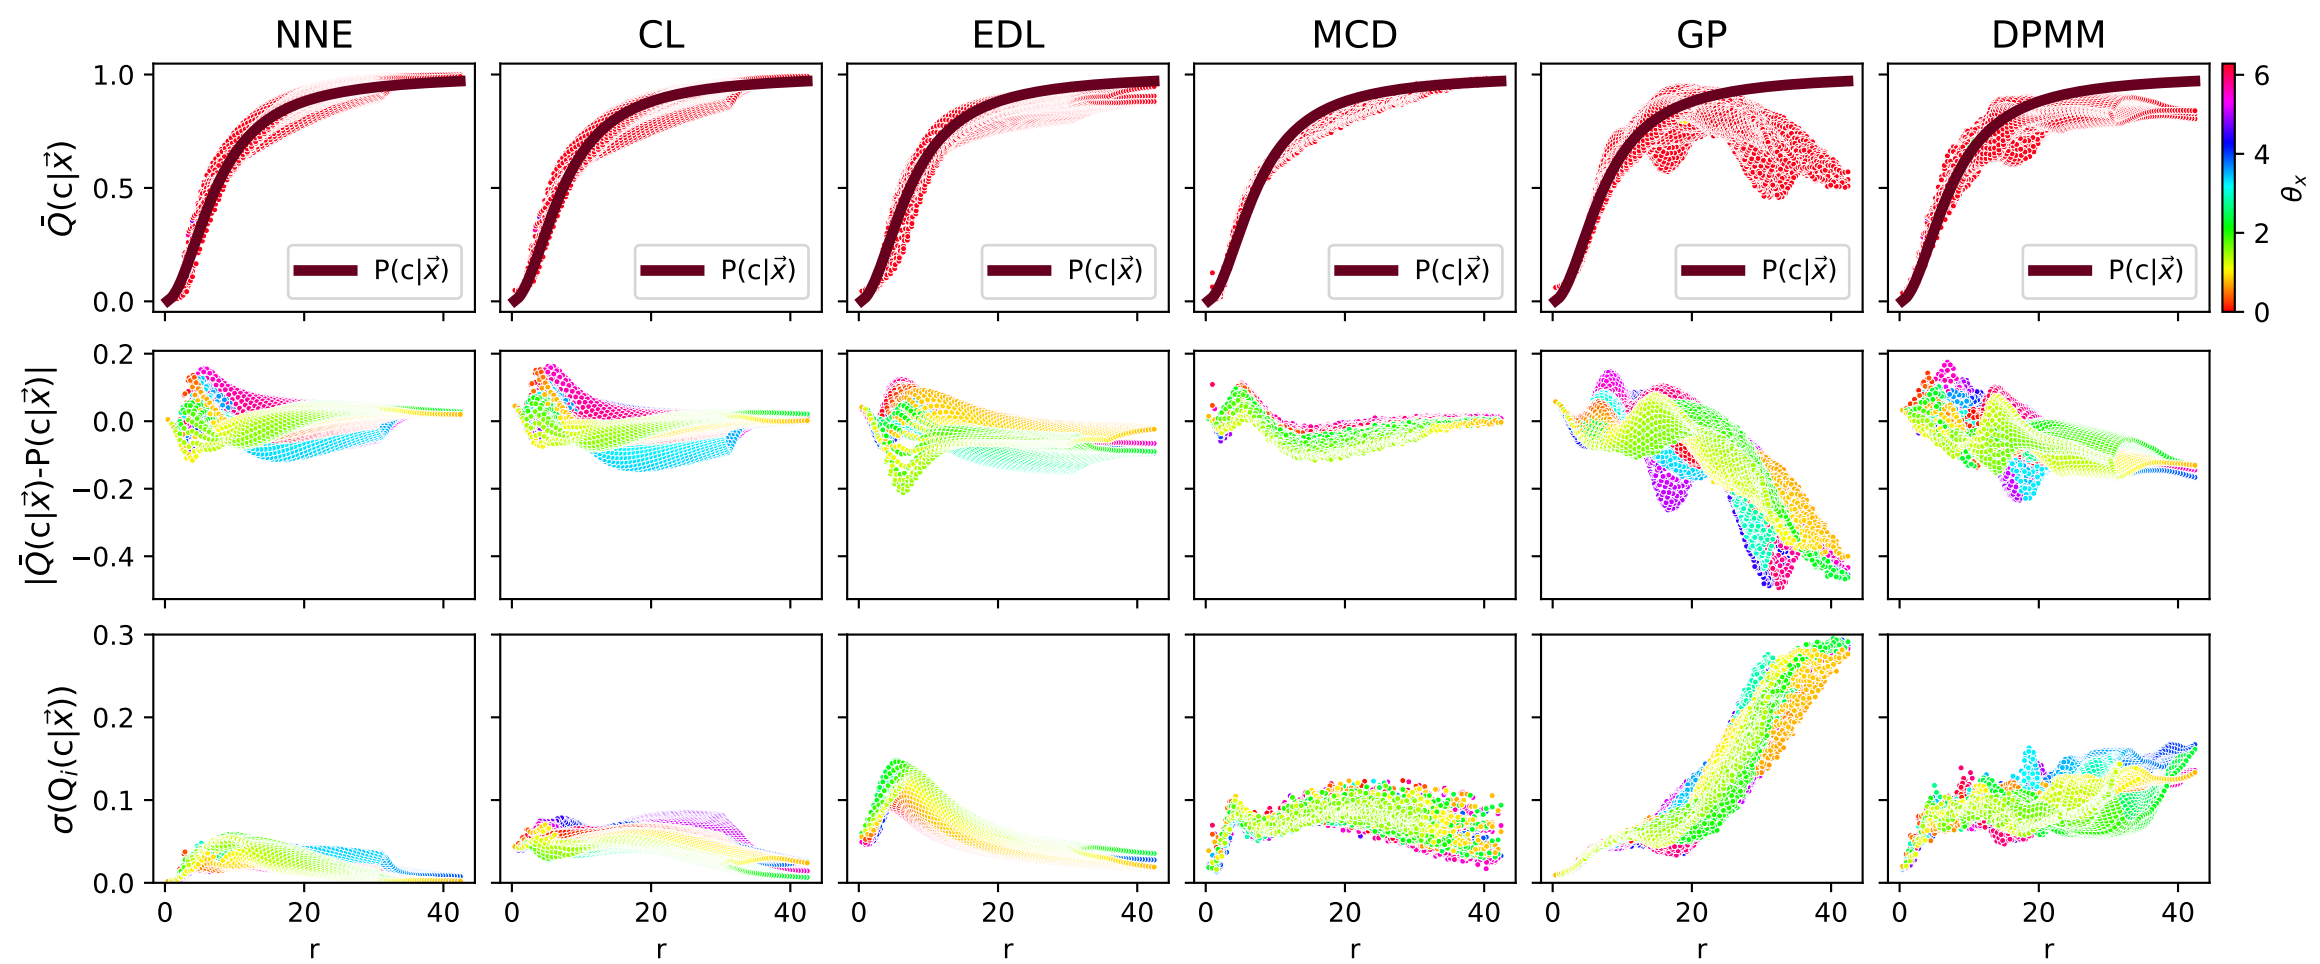 NNE CL EDL MCD GP DPMM
Q̄(c|x⃗)
1.0
0.5
0.0
P(c|x⃗) P(c|x⃗) P(c|x⃗) P(c|x⃗) P(c|x⃗) P(c|x⃗)
6
4
2
0
θₓ
|Q̄(c|x⃗)-P(c|x⃗)|
0.2
0.0
−0.2
−0.4
σ(Qᵢ(c|x⃗))
0.3
0.2
0.1
0.0
0 20 40 0 20 40 0 20 40 0 20 40 0 20 40 0 20 40
r r r r r r